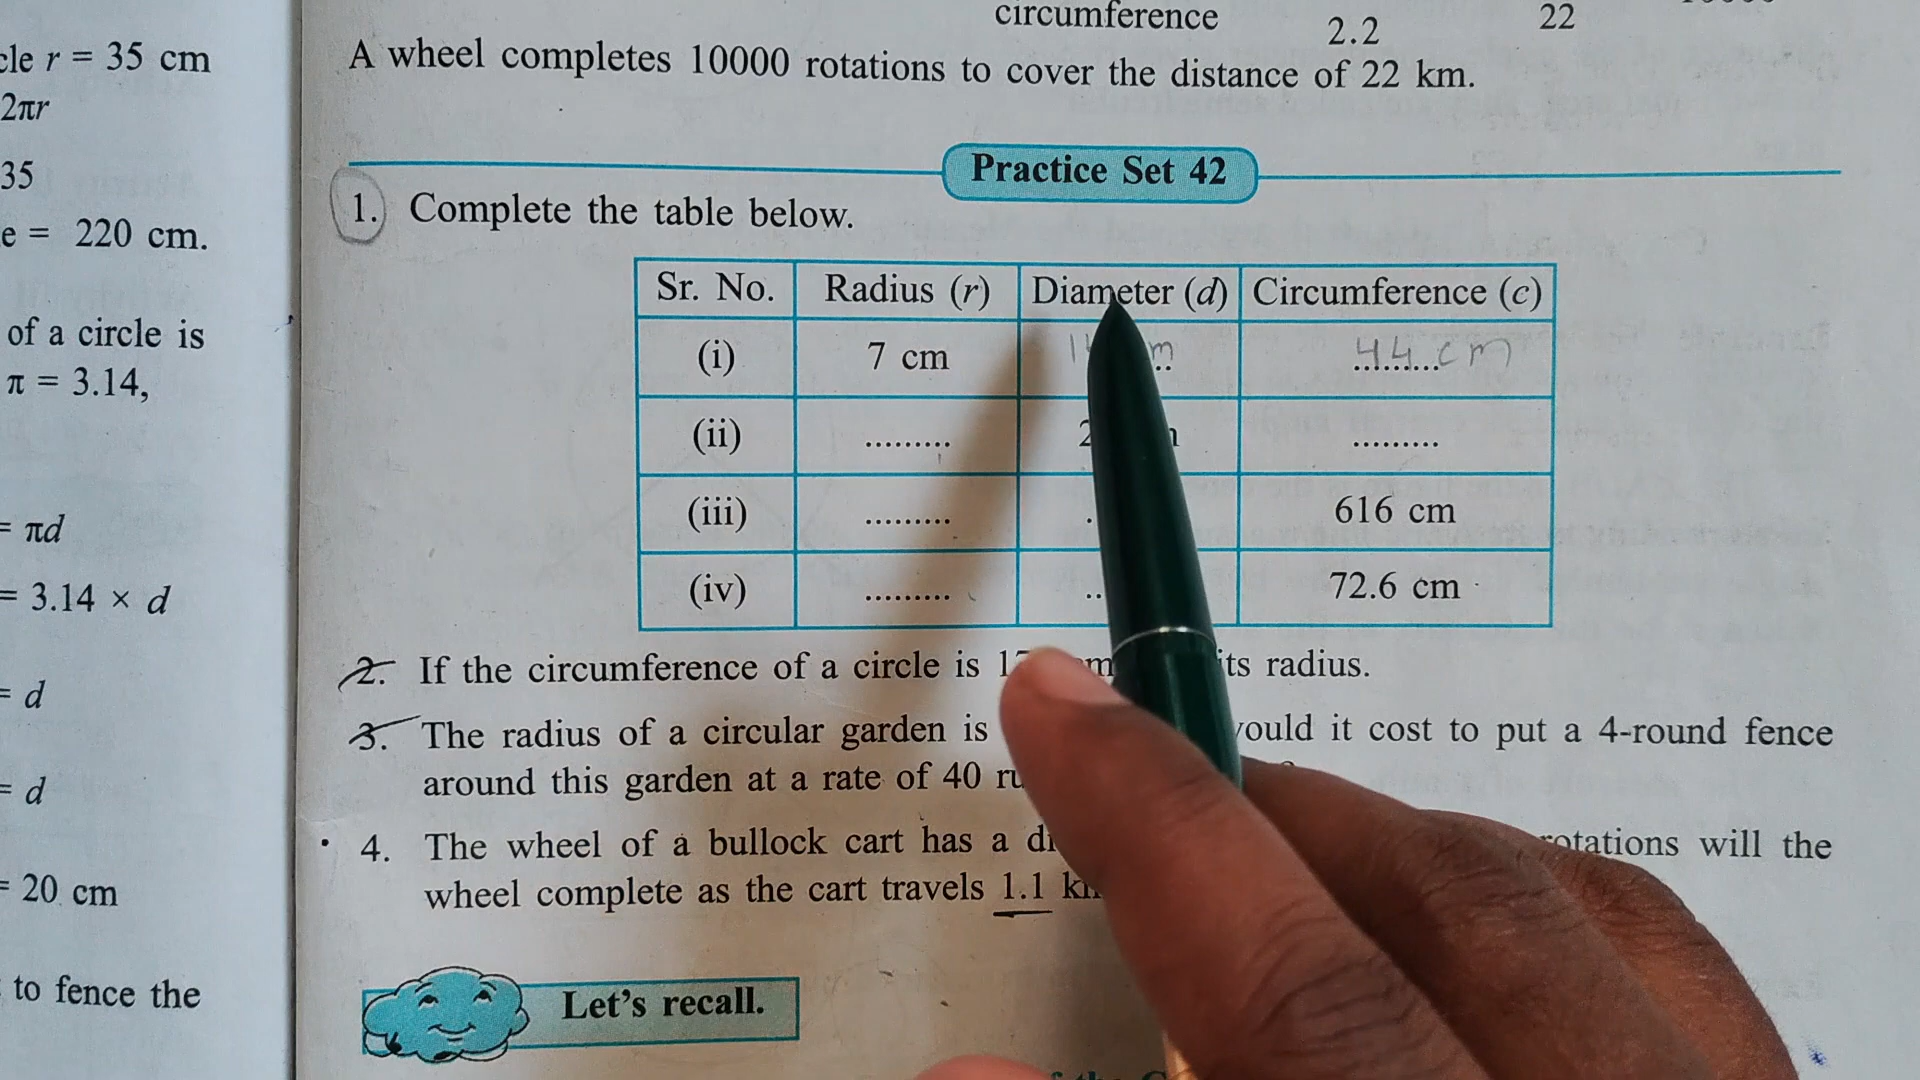 circumference 2.2 22
cle r = 35 cm
A wheel completes 10000 rotations to cover the distance of 22 km.
2πr
35
Practice Set 42
1. Complete the table below.
e = 220 cm.
Sr. No. Radius (r) Diameter (d) Circumference (c)
of a circle is
(i) 7 cm 44 cm
π = 3.14,
(ii) ......... .........
(iii) ......... 616 cm
= πd
(iv) ......... 72.6 cm
= 3.14 × d
2. If the circumference of a circle is its radius.
= d
3. The radius of a circular garden is would it cost to put a 4-round fence
around this garden at a rate of 40
= d
4. The wheel of a bullock cart has a rotations will the
wheel complete as the cart travels 1.1
= 20 cm
to fence the
Let's recall.